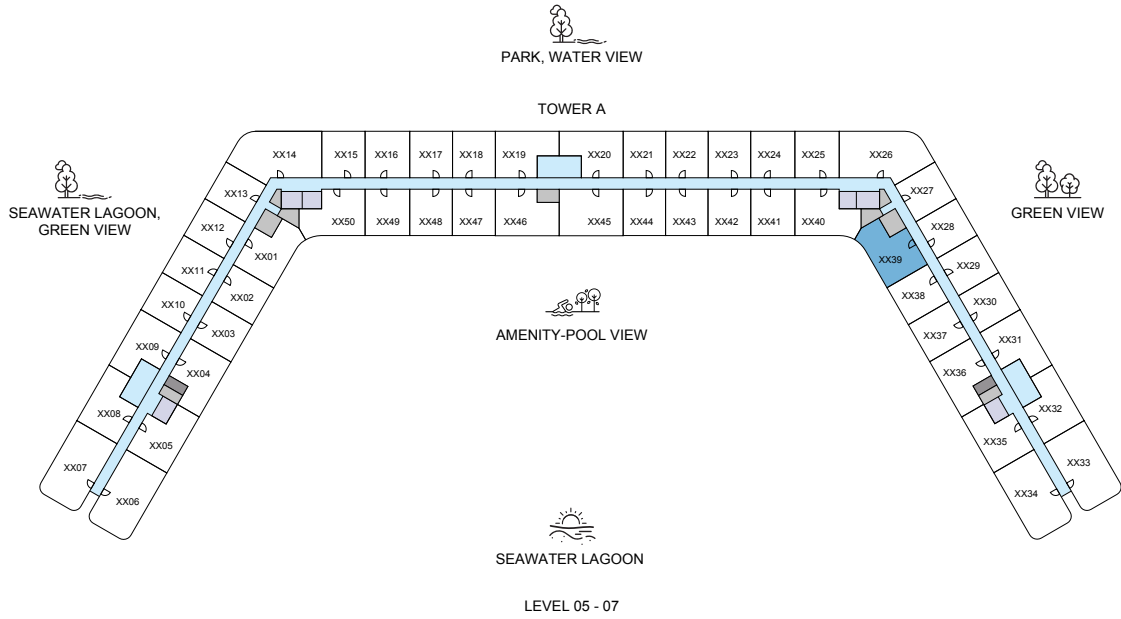 PARK, WATER VIEW
TOWER A
XX14 XX15 XX16 XX17 XX18 XX19 XX20 XX21 XX22 XX23 XX24 XX25 XX26
XX13 XX27
SEAWATER LAGOON,
GREEN VIEW
GREEN VIEW
XX50 XX49 XX48 XX47 XX46 XX45 XX44 XX43 XX42 XX41 XX40
XX12 XX28
XX01 XX39
XX11 XX29
XX02 XX38
XX10 XX30
XX03 XX37
AMENITY-POOL VIEW
XX09 XX31
XX04 XX36
XX08 XX32
XX05 XX35
XX07 XX33
XX06 XX34
SEAWATER LAGOON
LEVEL 05 - 07